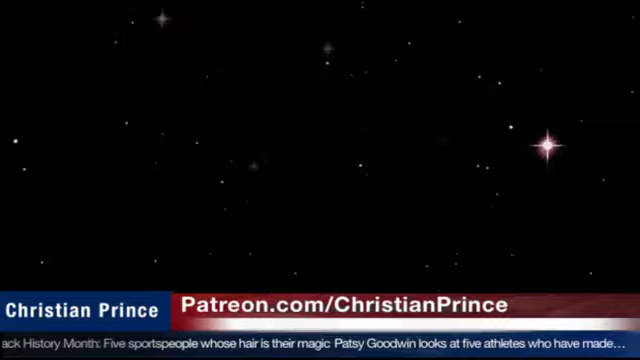 Christian Prince
Patreon.com/ChristianPrince
ack History Month: Five sportspeople whose hair is their magic Patsy Goodwin looks at five athletes who have made…